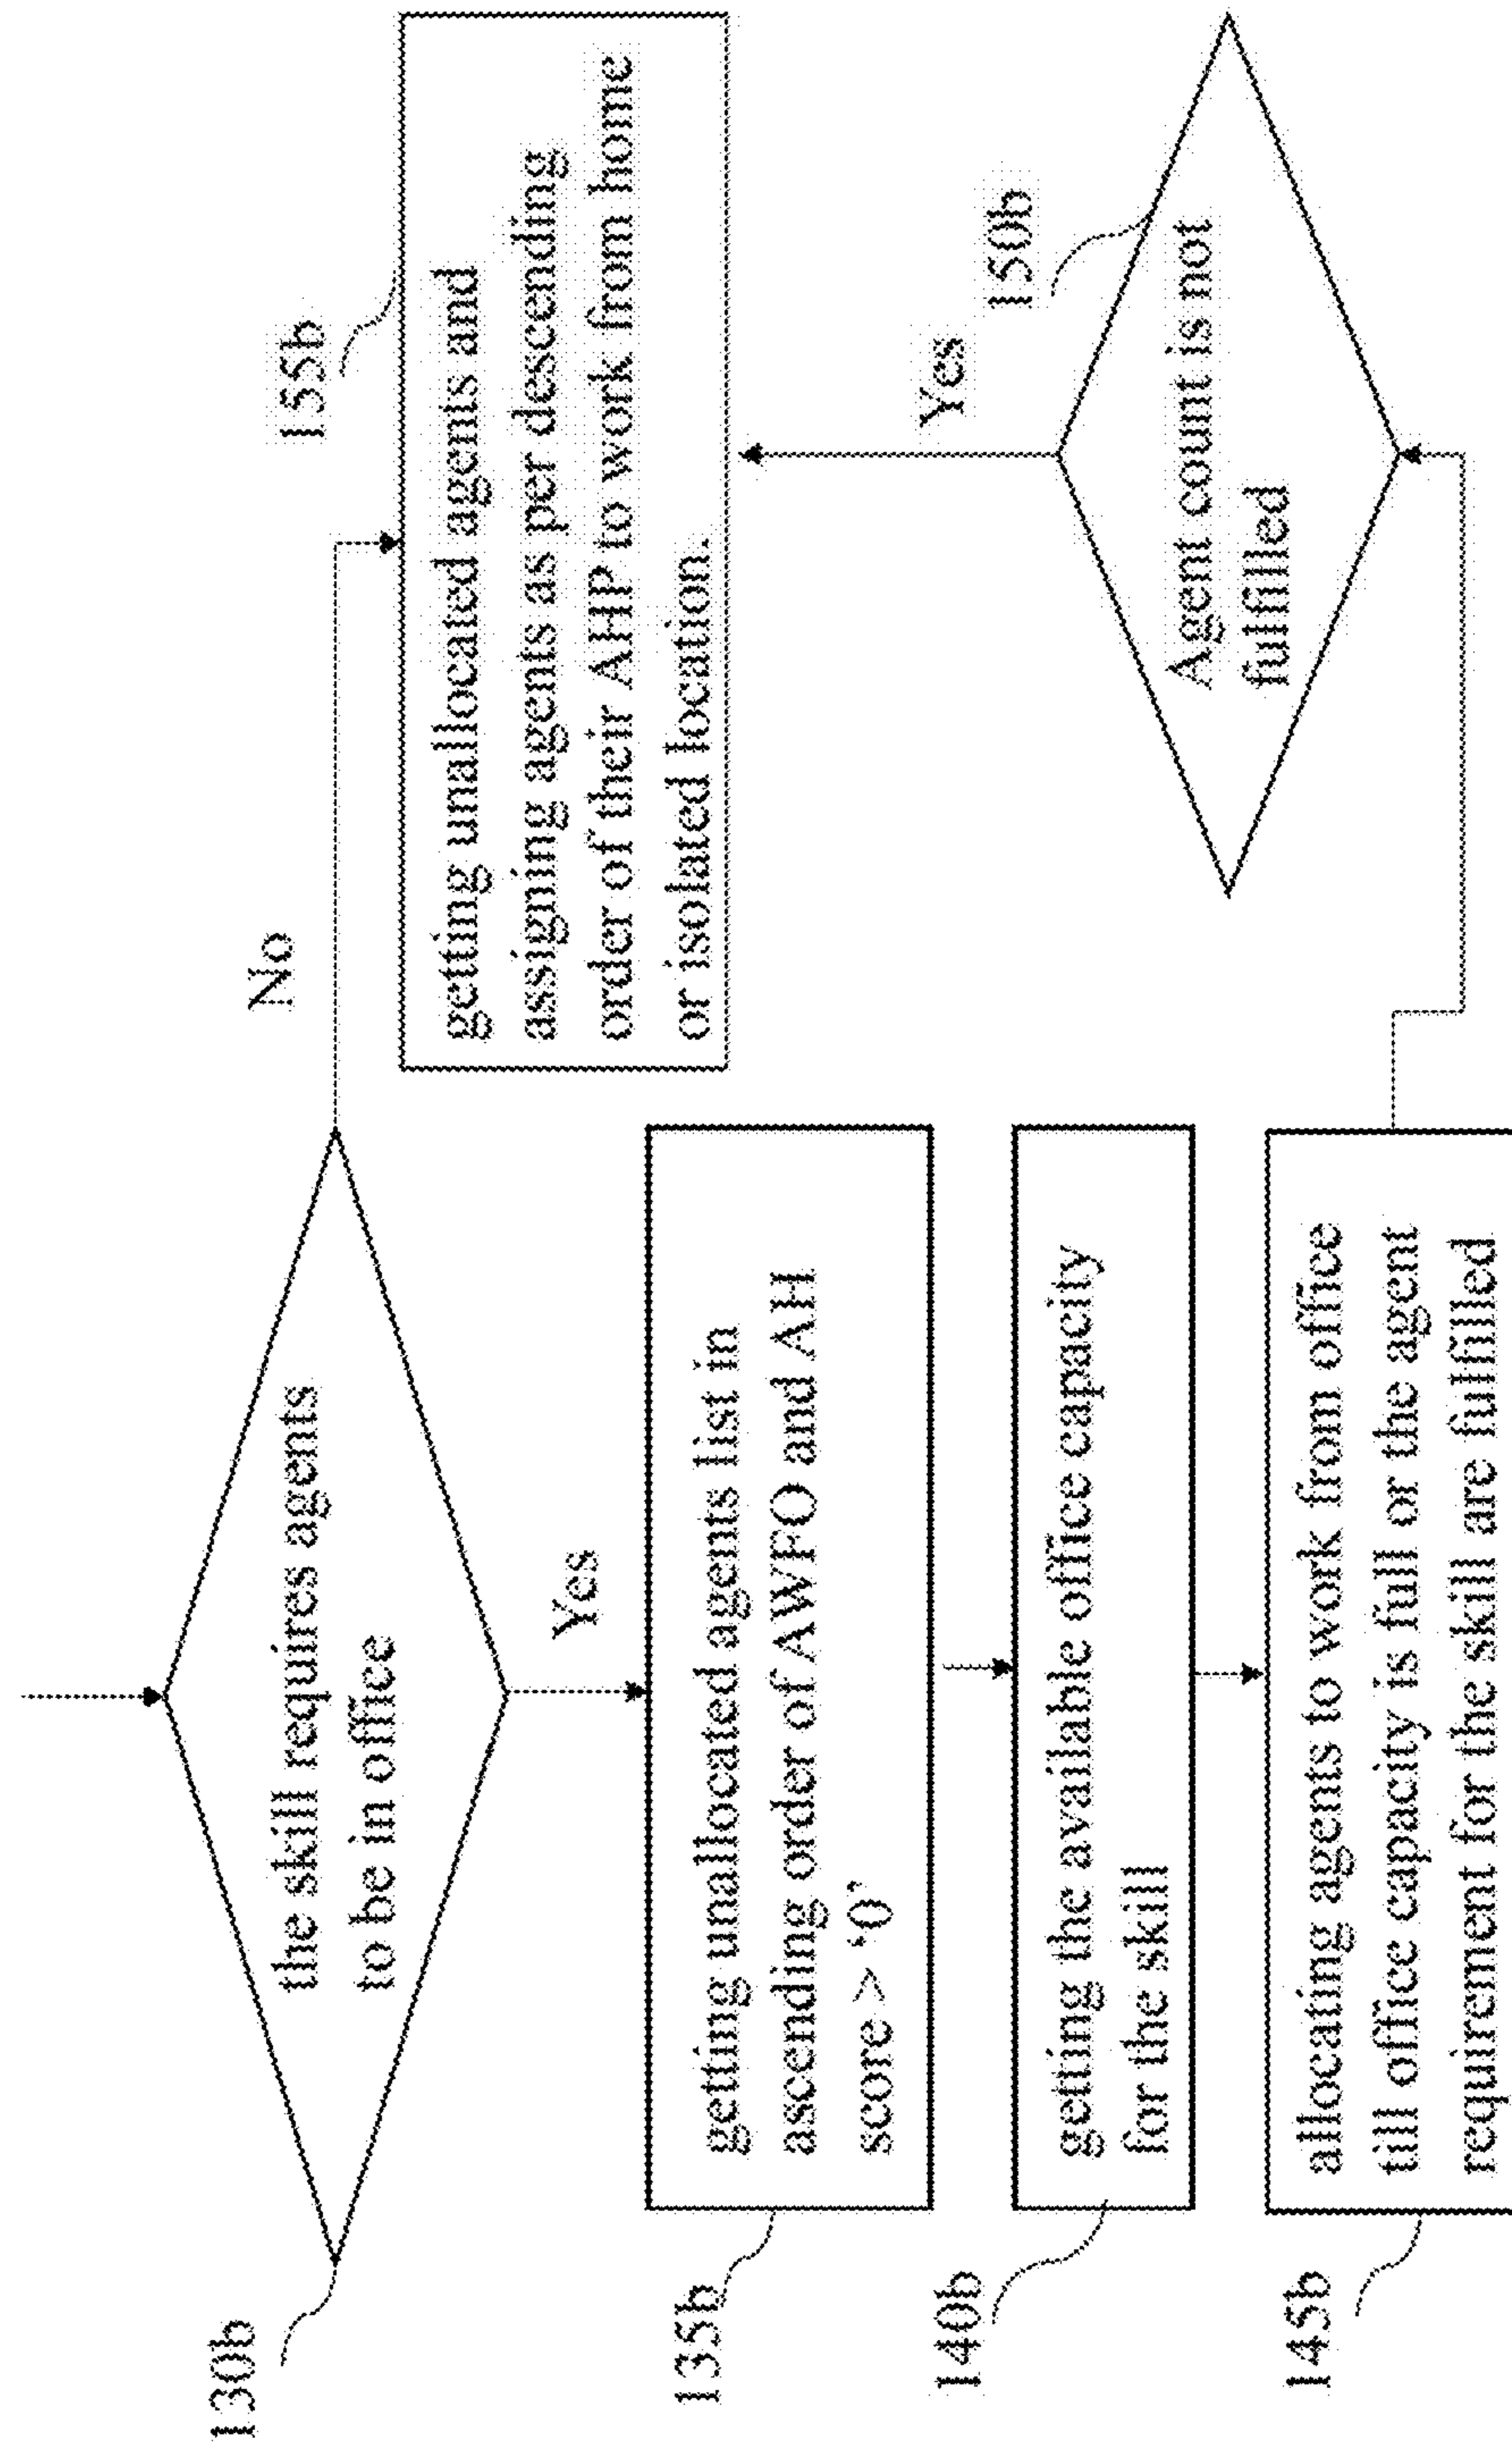 130b
the skill requires agents
to be in office
No
Yes
135b
getting unallocated agents list in
ascending order of AWFO and AH
score > ‘0’
140b
getting the available office capacity
for the skill
145b
allocating agents to work from office
till office capacity is full or the agent
requirement for the skill are fulfilled
155b
getting unallocated agents and
assigning agents as per descending
order of their AHP to work from home
or isolated location.
Yes
150b
Agent count is not
fulfilled